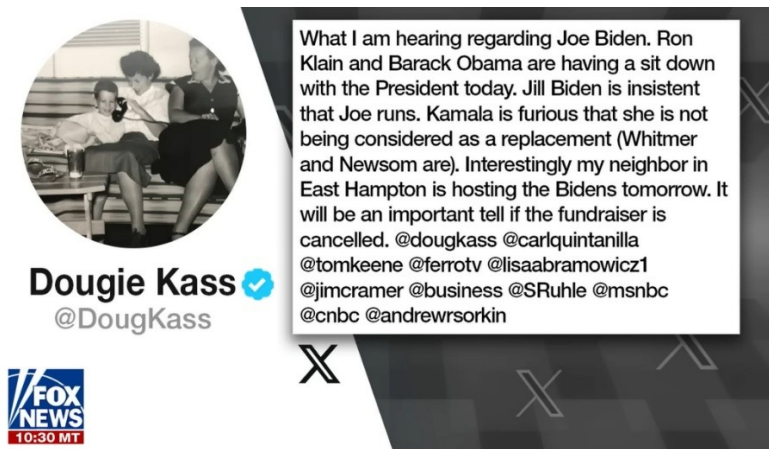 What I am hearing regarding Joe Biden. Ron
Klain and Barack Obama are having a sit down
with the President today. Jill Biden is insistent
that Joe runs. Kamala is furious that she is not
being considered as a replacement (Whitmer
and Newsom are). Interestingly my neighbor in
East Hampton is hosting the Bidens tomorrow. It
will be an important tell if the fundraiser is
cancelled. @dougkass @carlquintanilla
@tomkeene @ferrotv @lisaabramowicz1
@jimcramer @business @SRuhle @msnbc
@cnbc @andrewrsorkin
Dougie Kass
@DougKass
FOX
NEWS
10:30 MT